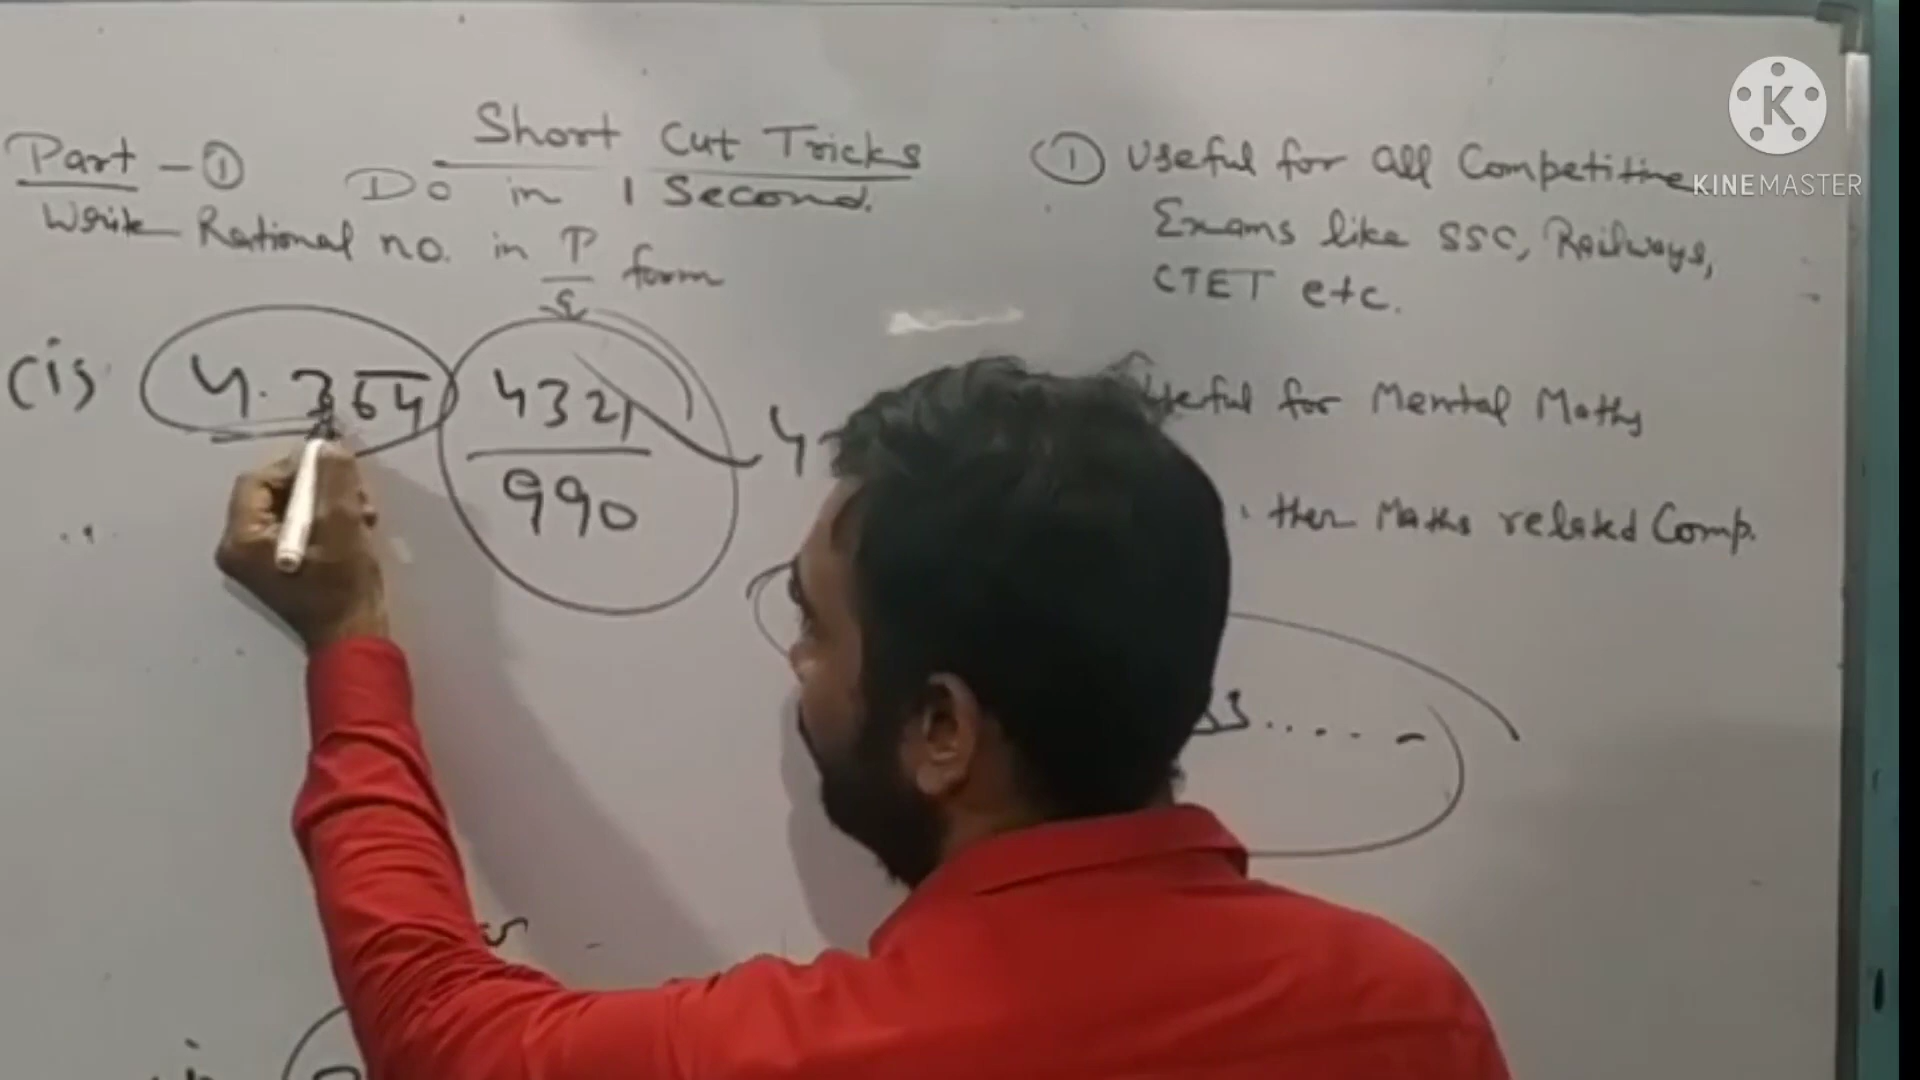 Short Cut Tricks
Part - ①
Do in 1 Second.
Write Rational no. in P/q form
(i) 4.364
4321
990
4
① Useful for all Competitive
Exams like SSC, Railways,
CTET etc.
Useful for Mental Maths
ther Maths related Comp.
33.....-
KINEMASTER